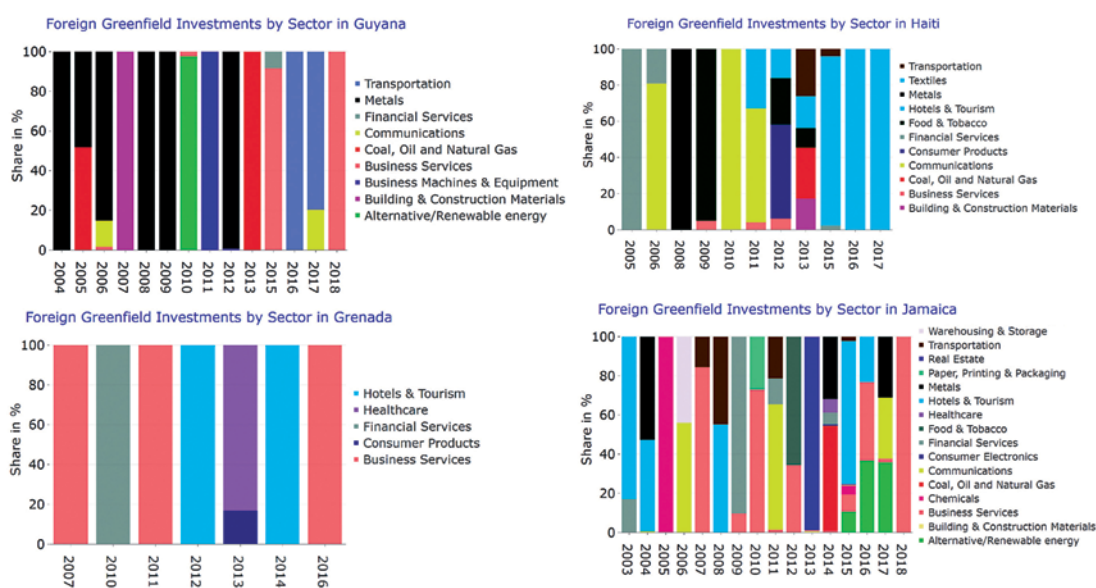 Foreign Greenfield Investments by Sector in Guyana
Share in %
100
80
60
40
20
0
2004
2005
2006
2007
2008
2009
2010
2011
2012
2013
2015
2016
2017
2018
Transportation
Metals
Financial Services
Communications
Coal, Oil and Natural Gas
Business Services
Business Machines & Equipment
Building & Construction Materials
Alternative/Renewable energy
Foreign Greenfield Investments by Sector in Haiti
Share in %
100
80
60
40
20
0
2005
2006
2008
2009
2010
2011
2012
2013
2015
2016
2017
Transportation
Textiles
Metals
Hotels & Tourism
Food & Tobacco
Financial Services
Consumer Products
Communications
Coal, Oil and Natural Gas
Business Services
Building & Construction Materials
Foreign Greenfield Investments by Sector in Grenada
Share in %
100
80
60
40
20
0
2007
2010
2011
2012
2013
2014
2016
Hotels & Tourism
Healthcare
Financial Services
Consumer Products
Business Services
Foreign Greenfield Investments by Sector in Jamaica
Share in %
100
80
60
40
20
0
2003
2004
2005
2006
2007
2008
2009
2010
2011
2012
2013
2014
2015
2016
2017
2018
Warehousing & Storage
Transportation
Real Estate
Paper, Printing & Packaging
Metals
Hotels & Tourism
Healthcare
Food & Tobacco
Financial Services
Consumer Electronics
Communications
Coal, Oil and Natural Gas
Chemicals
Business Services
Building & Construction Materials
Alternative/Renewable energy